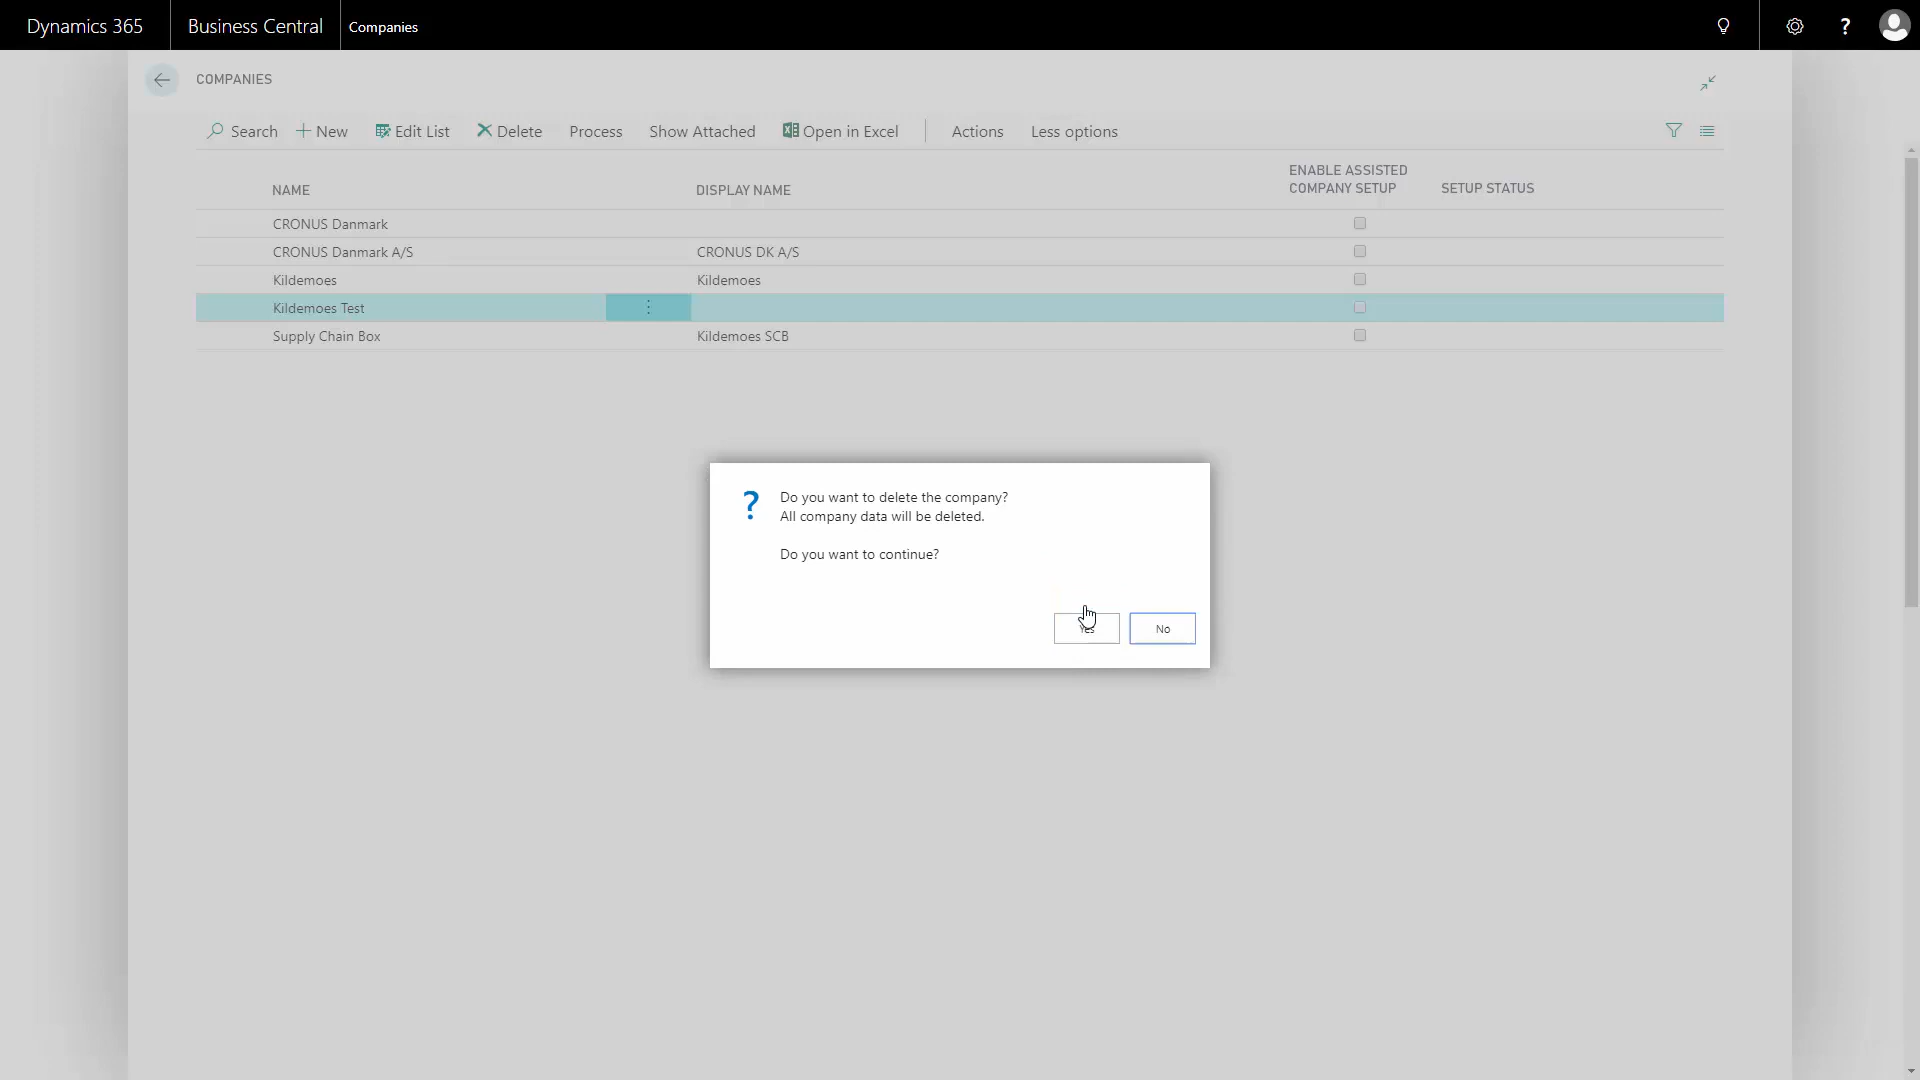 Dynamics 365 Business Central Companies ?
COMPANIES
Search New Edit List Delete Process Show Attached Open in Excel Actions Less options
NAME DISPLAY NAME ENABLE ASSISTED COMPANY SETUP SETUP STATUS
CRONUS Danmark
CRONUS Danmark A/S CRONUS DK A/S
Kildemoes Kildemoes
Kildemoes Test
Supply Chain Box Kildemoes SCB
? Do you want to delete the company?
All company data will be deleted.
Do you want to continue?
Yes No